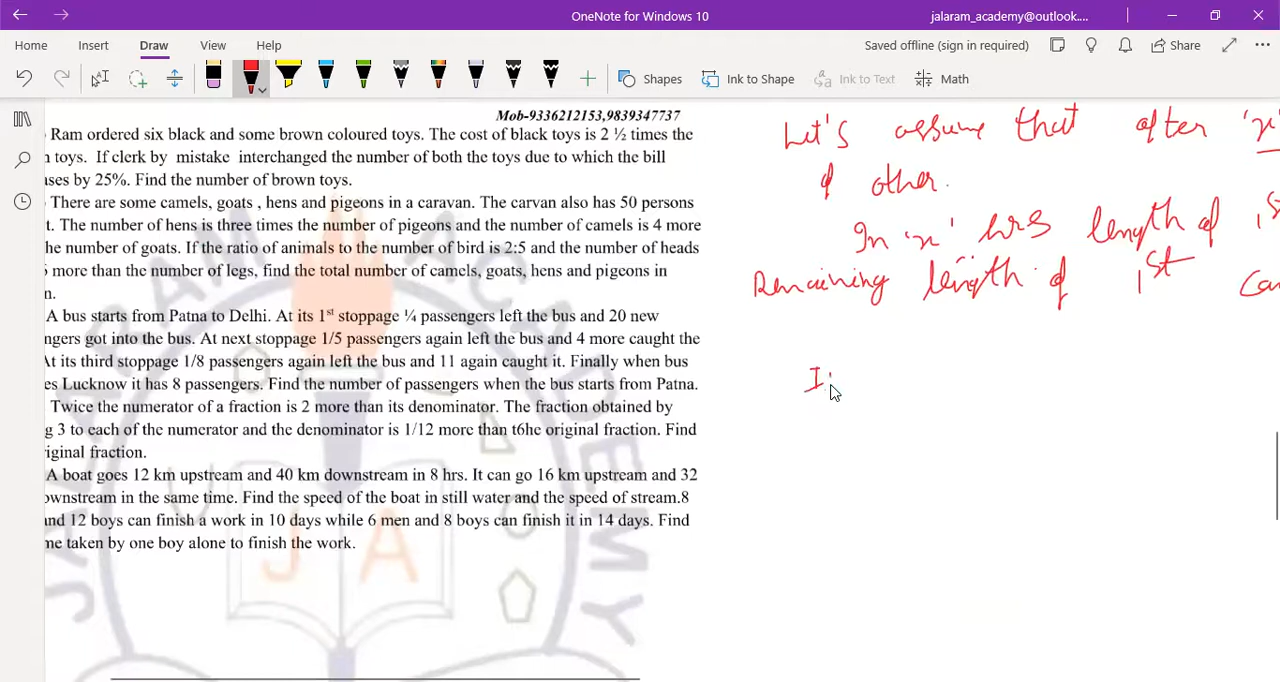 OneNote for Windows 10
jalaram_academy@outlook....
Home Insert Draw View Help
Saved offline (sign in required) Share
Shapes Ink to Shape Ink to Text Math
Mob-9336212153,9839347737
Ram ordered six black and some brown coloured toys. The cost of black toys is 2 ½ times the
toys. If clerk by mistake interchanged the number of both the toys due to which the bill
ses by 25%. Find the number of brown toys.
There are some camels, goats , hens and pigeons in a caravan. The carvan also has 50 persons
t. The number of hens is three times the number of pigeons and the number of camels is 4 more
he number of goats. If the ratio of animals to the number of bird is 2:5 and the number of heads
more than the number of legs, find the total number of camels, goats, hens and pigeons in
n.
A bus starts from Patna to Delhi. At its 1st stoppage ¼ passengers left the bus and 20 new
ngers got into the bus. At next stoppage 1/5 passengers again left the bus and 4 more caught the
At its third stoppage 1/8 passengers again left the bus and 11 again caught it. Finally when bus
es Lucknow it has 8 passengers. Find the number of passengers when the bus starts from Patna.
Twice the numerator of a fraction is 2 more than its denominator. The fraction obtained by
g 3 to each of the numerator and the denominator is 1/12 more than t6he original fraction. Find
iginal fraction.
A boat goes 12 km upstream and 40 km downstream in 8 hrs. It can go 16 km upstream and 32
ownstream in the same time. Find the speed of the boat in still water and the speed of stream.8
and 12 boys can finish a work in 10 days while 6 men and 8 boys can finish it in 14 days. Find
me taken by one boy alone to finish the work.
JALARAM ACADEMY
JA
Let's assume that after 'x'
of other.
In 'x' hrs length of 1st
Remaining length of 1st can
I